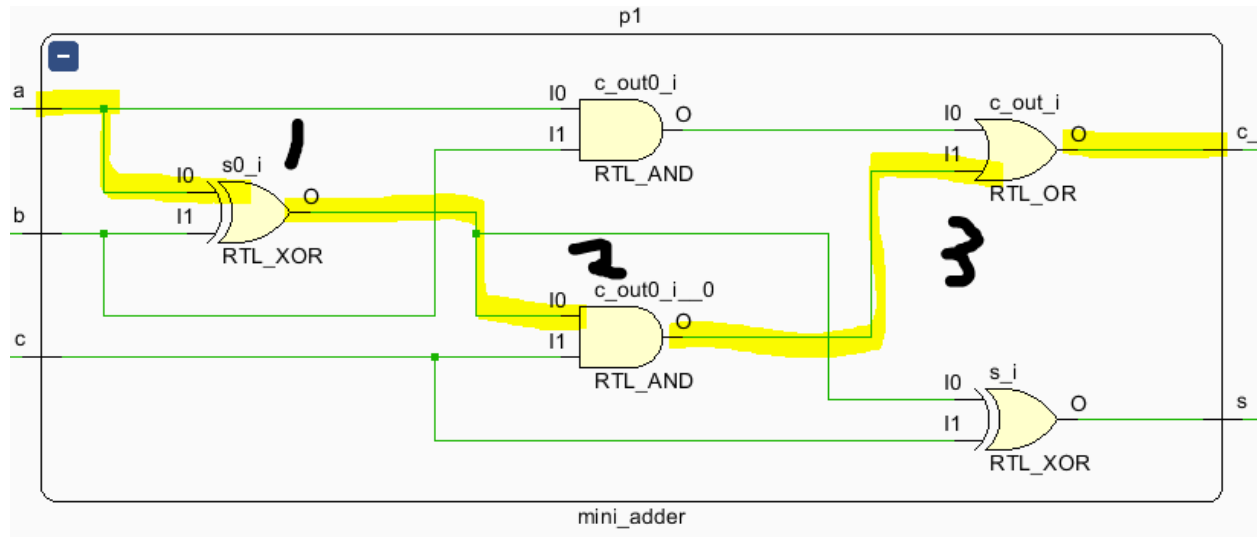 p1
−
a
I0
c_out0_i
O
I1
RTL_AND
I0
c_out_i
O
c_
I1
RTL_OR
1
I0
s0_i
O
I1
RTL_XOR
b
2
3
I0
c_out0_i__0
O
I1
RTL_AND
c
I0
s_i
O
s
I1
RTL_XOR
mini_adder